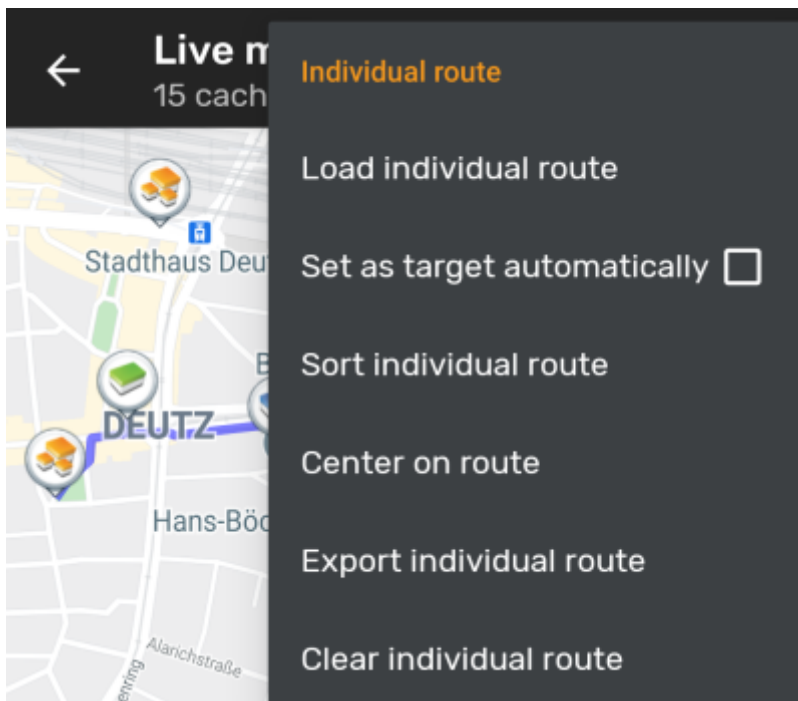 Live m
15 cach
Individual route
Load individual route
Set as target automatically
Sort individual route
Center on route
Export individual route
Clear individual route
Stadthaus Deu
B
DEUTZ
Hans-Böc
Alarichstraße
enring